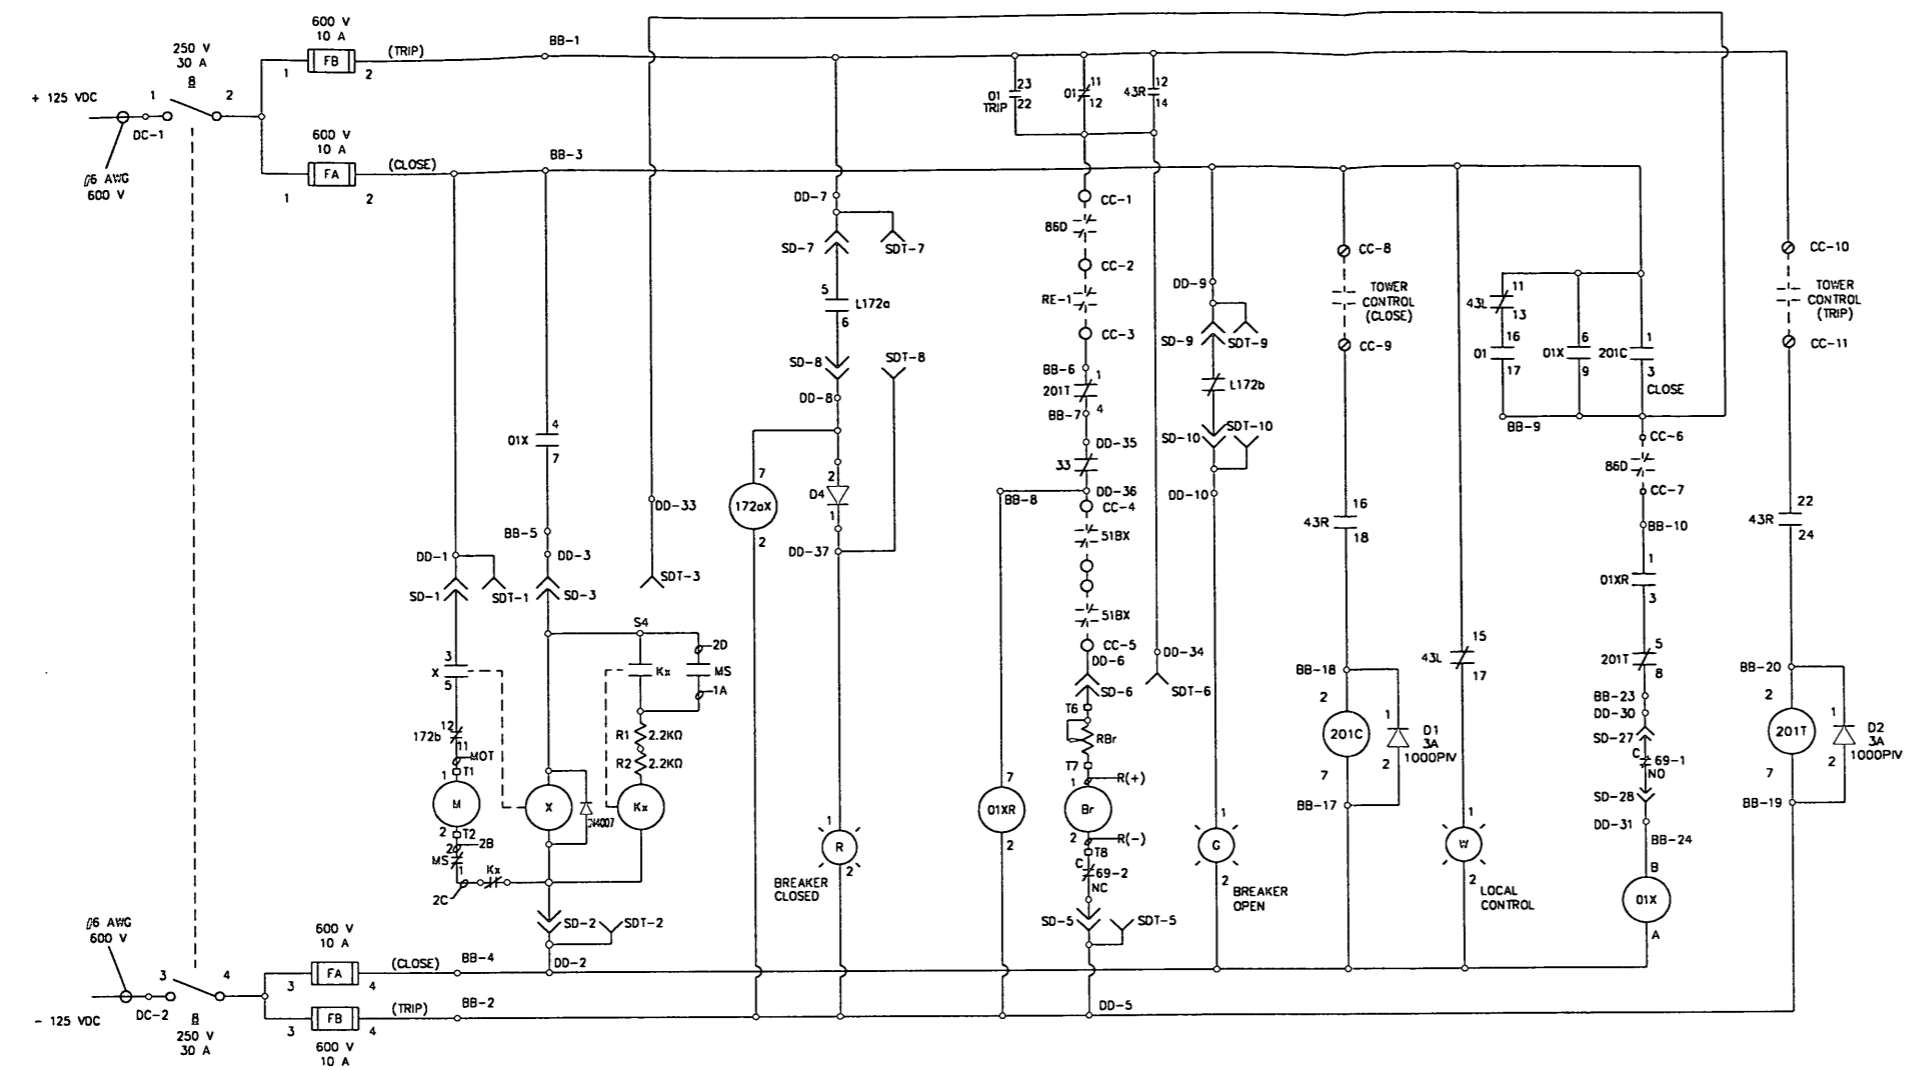 600 V
10 A
FB
1
2
(TRIP)
BB-1
250 V
30 A
8
1
2
+ 125 VDC
DC-1
#6 AWG
600 V
600 V
10 A
FA
1
2
(CLOSE)
BB-3
01
TRIP
23
22
01
11
12
43R
12
14
DD-7
SD-7
SDT-7
5
L172a
6
SD-8
SDT-8
DD-8
7
172aX
2
2
D4
1
DD-37
1
R
2
BREAKER
CLOSED
CC-1
86D
CC-2
RE-1
CC-3
BB-6
1
201T
BB-7
4
DD-35
33
BB-8
DD-36
CC-4
51BX
51BX
CC-5
DD-6
SD-6
T6
RBr
T7
1
R(+)
Br
2
R(-)
T8
C
69-2
NC
SD-5
SDT-5
DD-5
DD-34
SDT-6
7
01XR
2
DD-9
SD-9
SDT-9
L172b
SD-10
SDT-10
DD-10
1
G
2
BREAKER
OPEN
CC-8
TOWER
CONTROL
(CLOSE)
CC-9
16
43R
18
BB-18
2
201C
7
BB-17
1
D1
3A
1000PIV
2
15
43L
17
1
W
2
LOCAL
CONTROL
11
43L
13
16
01
17
6
01X
9
1
201C
3
CLOSE
BB-9
CC-6
86D
CC-7
BB-10
1
01XR
3
5
201T
8
BB-23
DD-30
SD-27
C
69-1
NO
SD-28
DD-31
BB-24
B
01X
A
CC-10
TOWER
CONTROL
(TRIP)
CC-11
22
43R
24
BB-20
2
201T
7
BB-19
1
D2
3A
1000PIV
2
4
01X
7
BB-5
DD-3
SD-3
DD-33
SDT-3
DD-1
SD-1
SDT-1
3
X
5
12
172b
11
MOT
1
T1
M
2
T2
2B
2
MS
1
2C
Kx
X
1N4007
Kx
S4
Kx
2D
MS
1A
R1
2.2KΩ
R2
2.2KΩ
SD-2
SDT-2
DD-2
#6 AWG
600 V
3
4
- 125 VDC
DC-2
8
250 V
30 A
600 V
10 A
FA
3
4
(CLOSE)
BB-4
FB
3
4
(TRIP)
BB-2
600 V
10 A